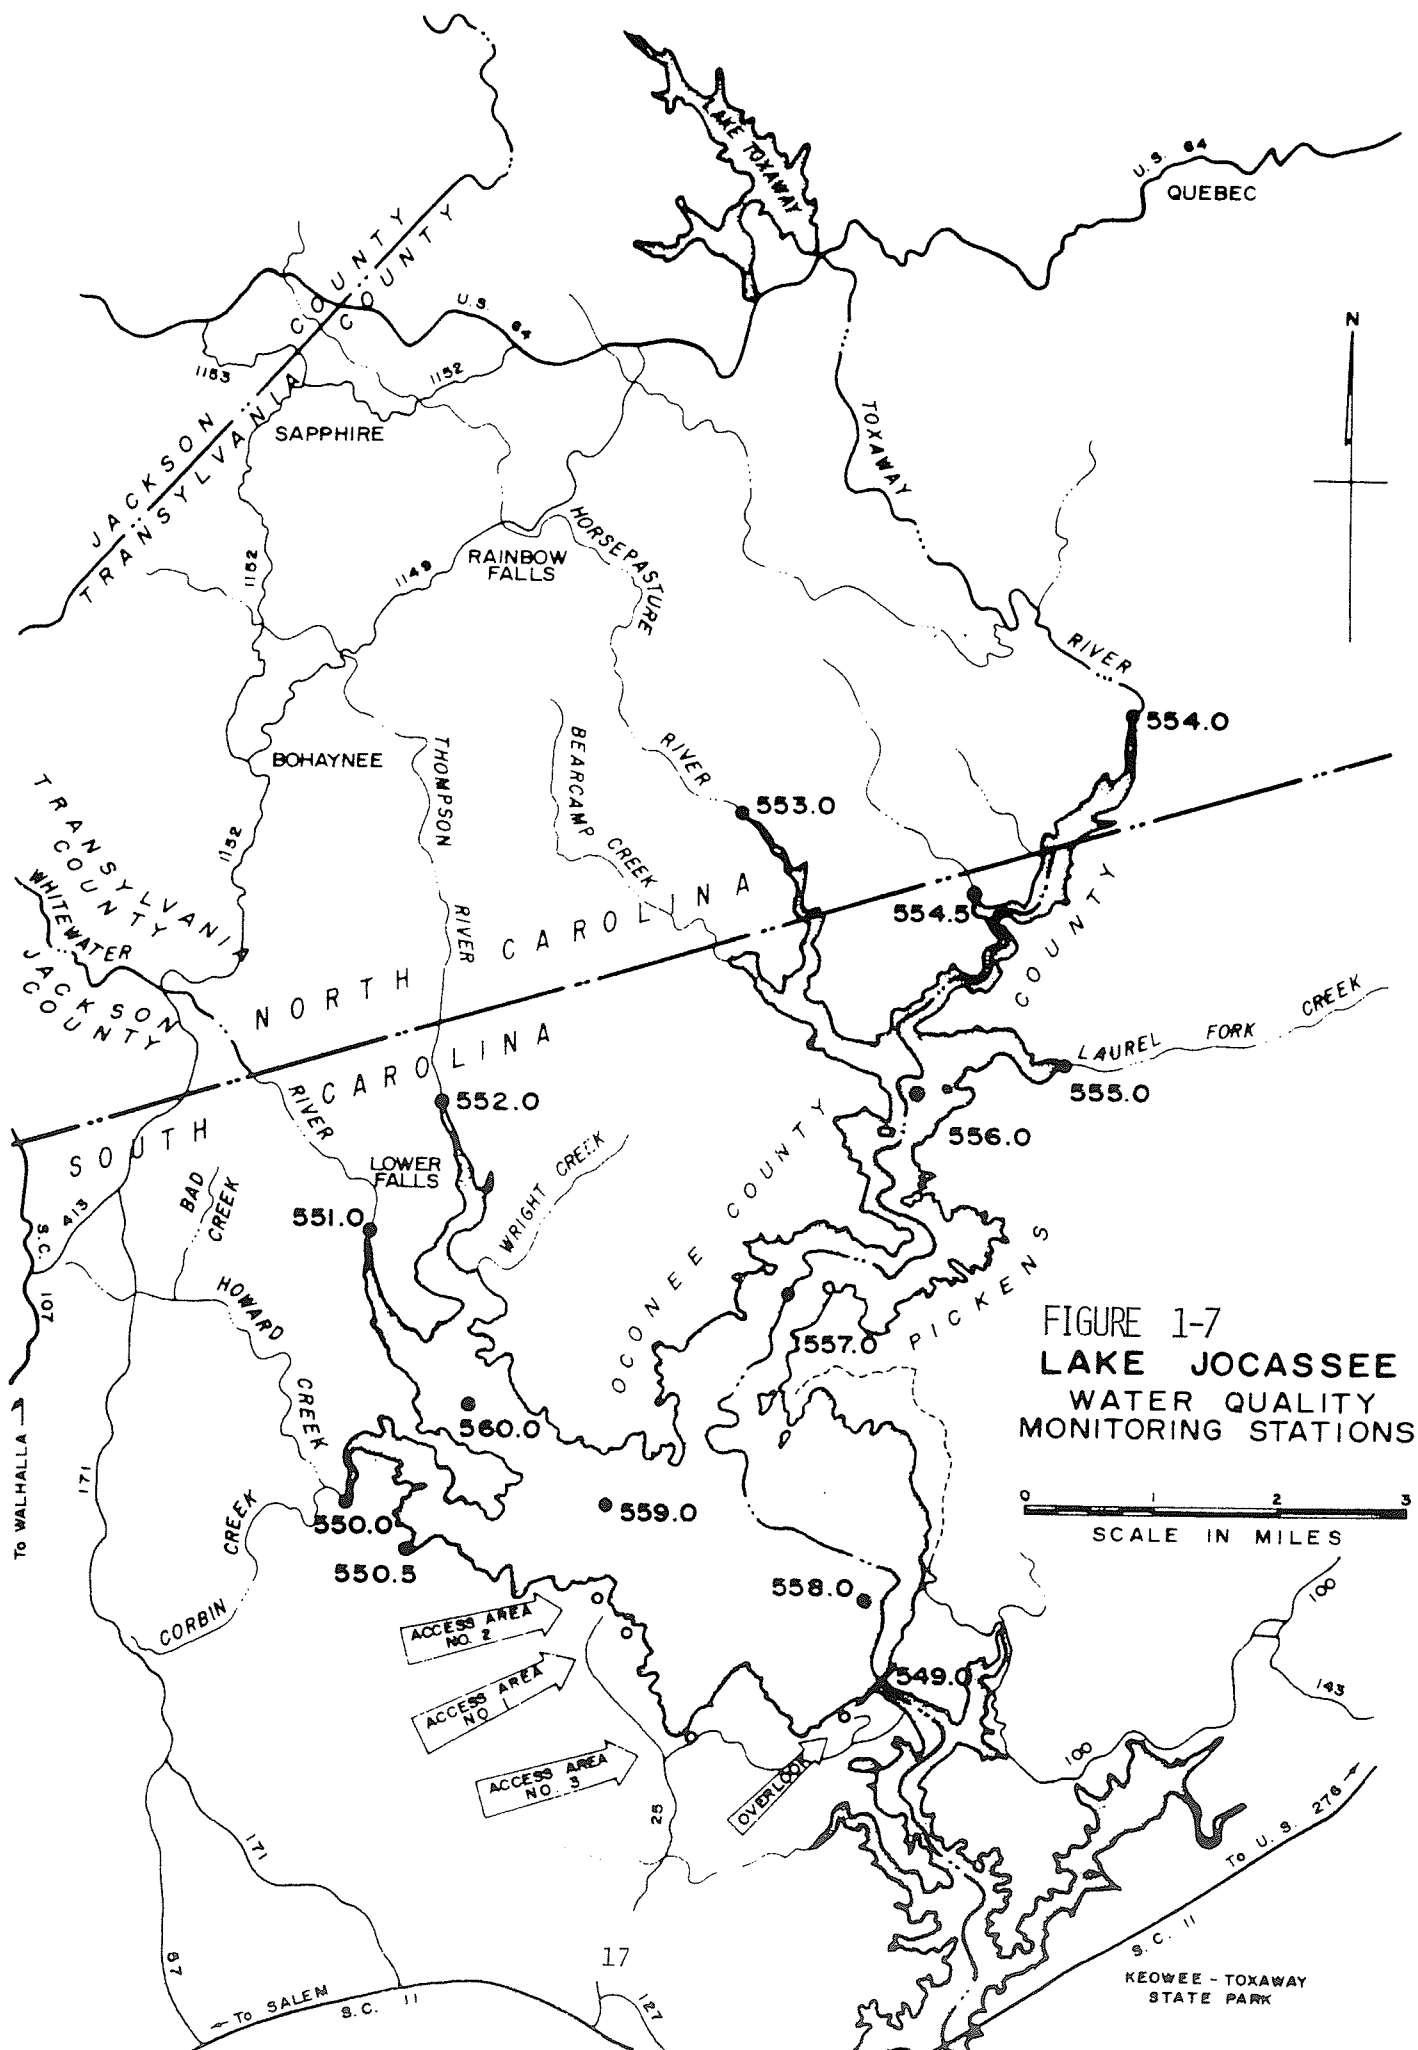 LAKE TOXAWAY
U.S. 64
QUEBEC
JACKSON COUNTY
TRANSYLVANIA COUNTY
U.S. 64
1153
1152
SAPPHIRE
N
TOXAWAY
RIVER
HORSEPASTURE
RIVER
RAINBOW
FALLS
1149
1152
BOHAYNEE
THOMPSON
RIVER
BEARCAMP CREEK
554.0
553.0
554.5
TRANSYLVANIA
COUNTY
WHITEWATER
RIVER
JACKSON
COUNTY
1152
NORTH CAROLINA
SOUTH CAROLINA
COUNTY
LAUREL FORK CREEK
555.0
552.0
556.0
LOWER
FALLS
BAD
CREEK
551.0
WRIGHT CREEK
S.C. 413
107
HOWARD
CREEK
OCONEE COUNTY
PICKENS
557.0
FIGURE 1-7
LAKE JOCASSEE
WATER QUALITY
MONITORING STATIONS
560.0
To WALHALLA
171
CORBIN
CREEK
550.0
559.0
0 1 2 3
SCALE IN MILES
550.5
558.0
ACCESS AREA
NO. 2
ACCESS AREA
NO 1
ACCESS AREA
NO. 3
OVERLOOK
549.0
100
143
100
25
171
To U.S. 276
S.C. 11
87
To SALEM
S.C. 11
17
127
KEOWEE - TOXAWAY
STATE PARK